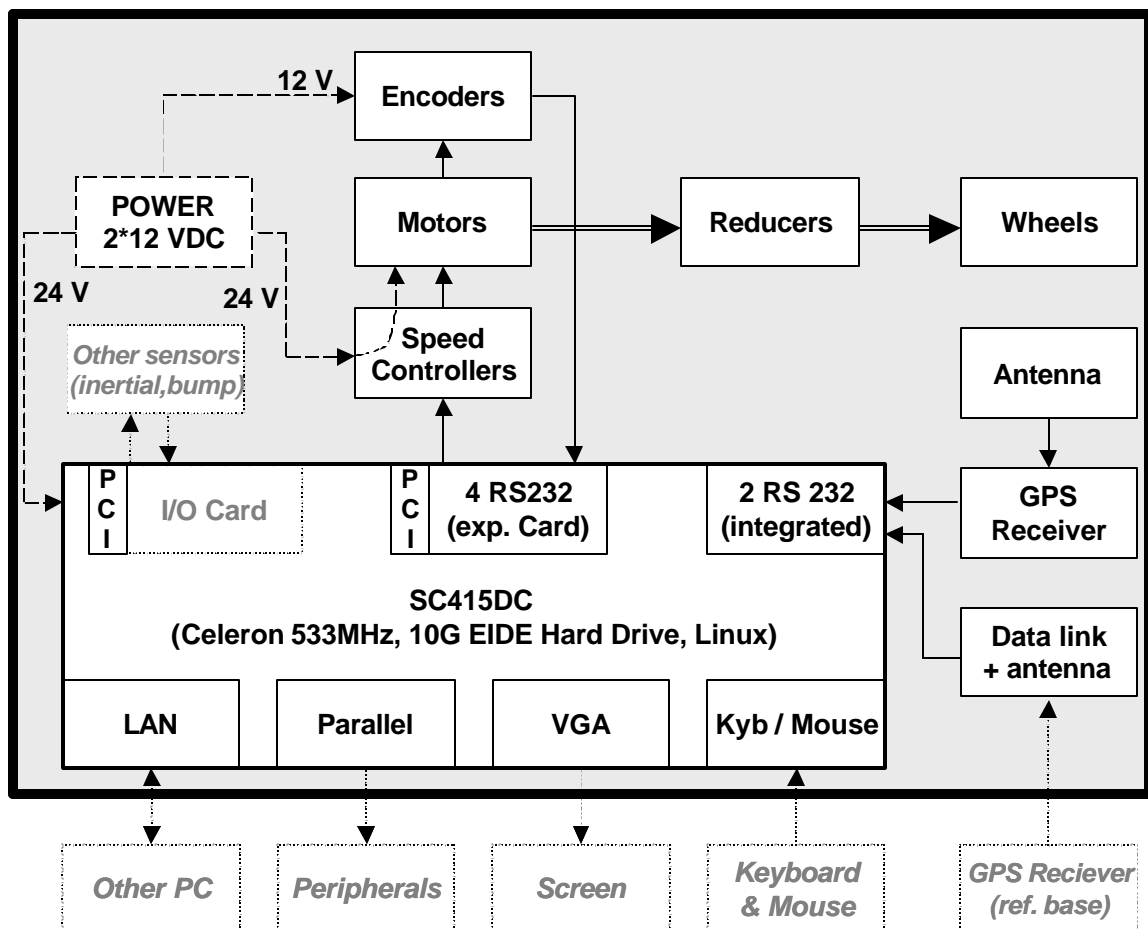 12 V
Encoders
POWER
2*12 VDC
Motors
Reducers
Wheels
24 V
24 V
Other sensors
(inertial,bump)
Speed
Controllers
Antenna
P
C
I
I/O Card
P
C
I
4 RS232
(exp. Card)
2 RS 232
(integrated)
GPS
Receiver
SC415DC
(Celeron 533MHz, 10G EIDE Hard Drive, Linux)
Data link
+ antenna
LAN
Parallel
VGA
Kyb / Mouse
Other PC
Peripherals
Screen
Keyboard
& Mouse
GPS Reciever
(ref. base)